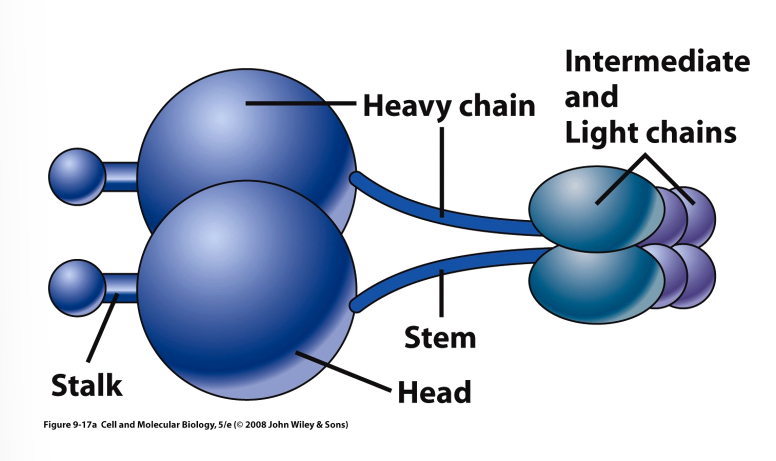 Intermediate
and
Light chains
Heavy chain
Stem
Stalk
Head
Figure 9-17a Cell and Molecular Biology, 5/e (© 2008 John Wiley & Sons)